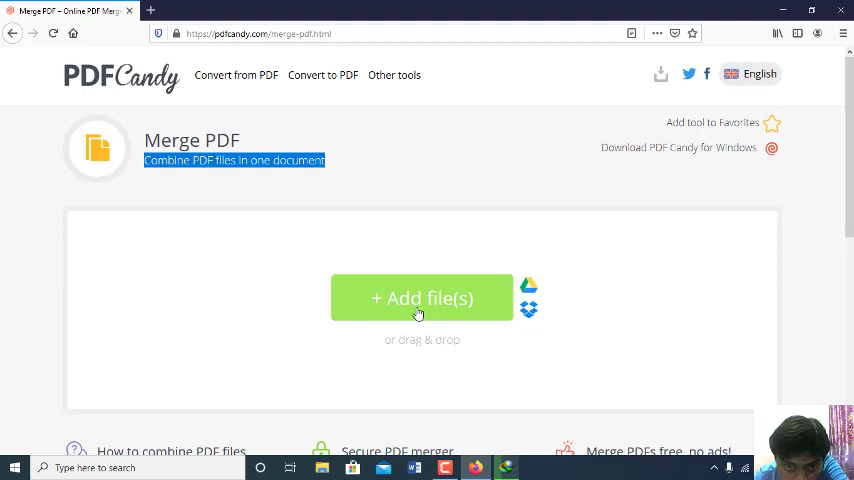 Merge PDF – Online PDF Merge
https://pdfcandy.com/merge-pdf.html
PDFCandy
Convert from PDF
Convert to PDF
Other tools
English
Merge PDF
Combine PDF files in one document
Add tool to Favorites
Download PDF Candy for Windows
+ Add file(s)
or drag & drop
How to combine PDF files
Secure PDF merger
Merge PDFs free, no ads!
Type here to search